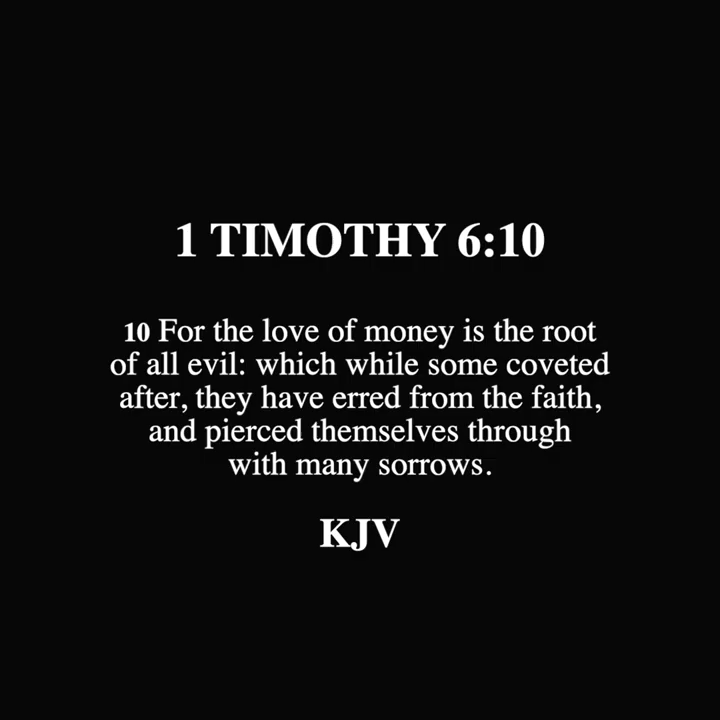 1 TIMOTHY 6:10
10 For the love of money is the root
of all evil: which while some coveted
after, they have erred from the faith,
and pierced themselves through
with many sorrows.
KJV